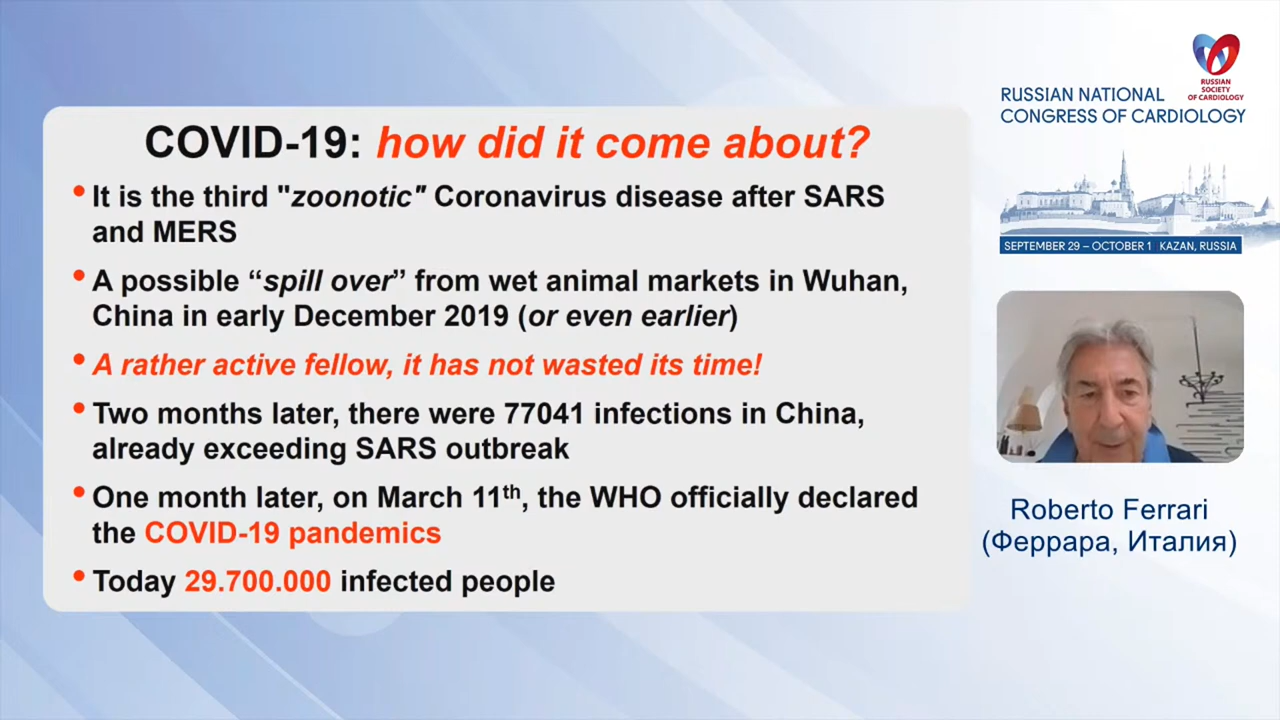 COVID-19: how did it come about?
• It is the third "zoonotic" Coronavirus disease after SARS
and MERS
• A possible “spill over” from wet animal markets in Wuhan,
China in early December 2019 (or even earlier)
• A rather active fellow, it has not wasted its time!
• Two months later, there were 77041 infections in China,
already exceeding SARS outbreak
• One month later, on March 11th, the WHO officially declared
the COVID-19 pandemics
• Today 29.700.000 infected people
RUSSIAN
SOCIETY
OF CARDIOLOGY
RUSSIAN NATIONAL
CONGRESS OF CARDIOLOGY
SEPTEMBER 29 – OCTOBER 1 KAZAN, RUSSIA
Roberto Ferrari
(Феррара, Италия)